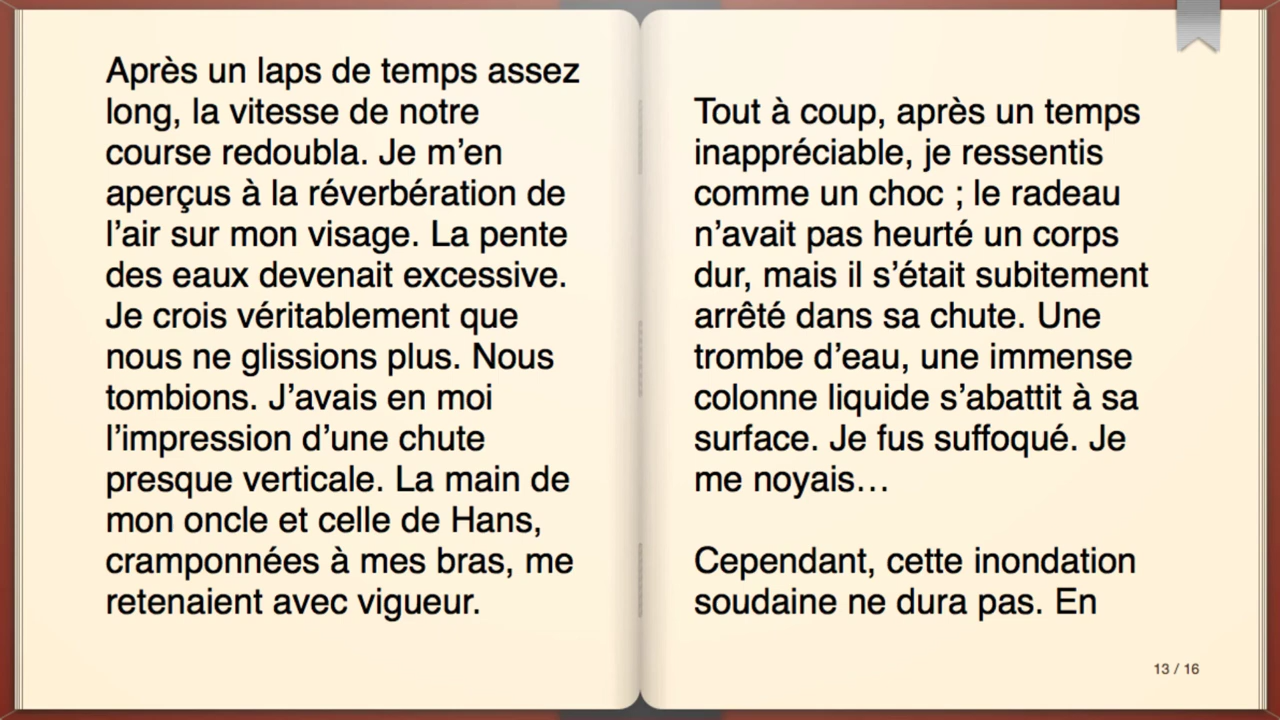 Après un laps de temps assez
long, la vitesse de notre
course redoubla. Je m’en
aperçus à la réverbération de
l’air sur mon visage. La pente
des eaux devenait excessive.
Je crois véritablement que
nous ne glissions plus. Nous
tombions. J’avais en moi
l’impression d’une chute
presque verticale. La main de
mon oncle et celle de Hans,
cramponnées à mes bras, me
retenaient avec vigueur.
Tout à coup, après un temps
inappréciable, je ressentis
comme un choc ; le radeau
n’avait pas heurté un corps
dur, mais il s’était subitement
arrêté dans sa chute. Une
trombe d’eau, une immense
colonne liquide s’abattit à sa
surface. Je fus suffoqué. Je
me noyais…
Cependant, cette inondation
soudaine ne dura pas. En
13 / 16